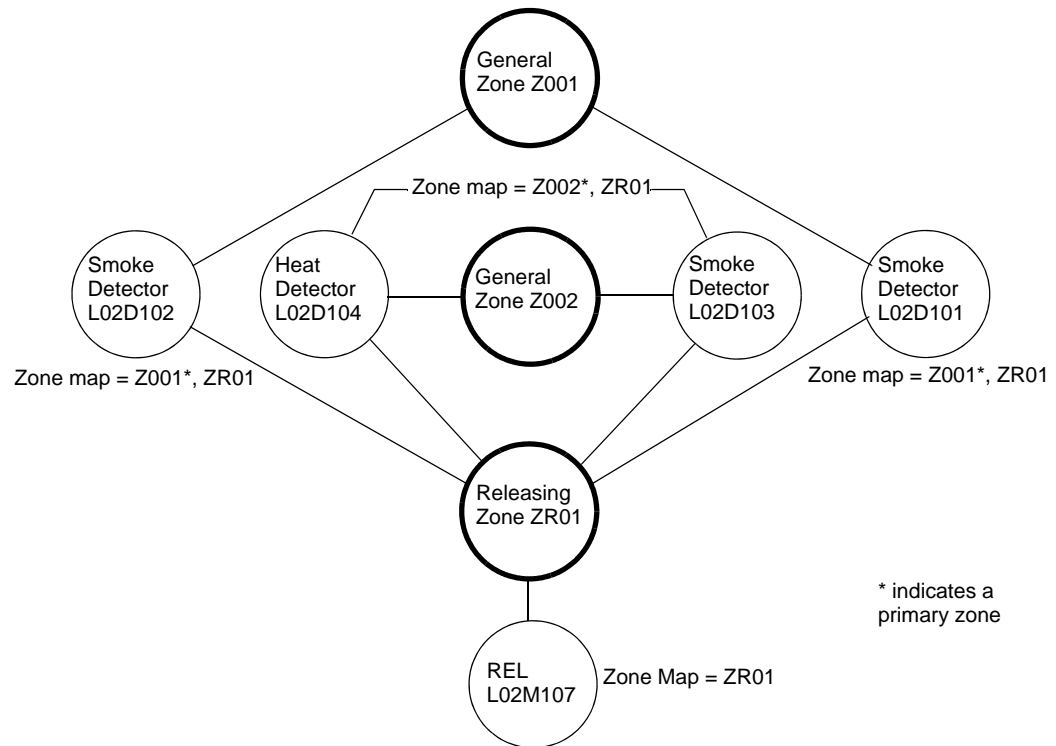 General
Zone Z001
Zone map = Z002*, ZR01
Smoke
Detector
L02D102
Heat
Detector
L02D104
General
Zone Z002
Smoke
Detector
L02D103
Smoke
Detector
L02D101
Zone map = Z001*, ZR01
Zone map = Z001*, ZR01
Releasing
Zone ZR01
* indicates a
primary zone
REL
L02M107
Zone Map = ZR01